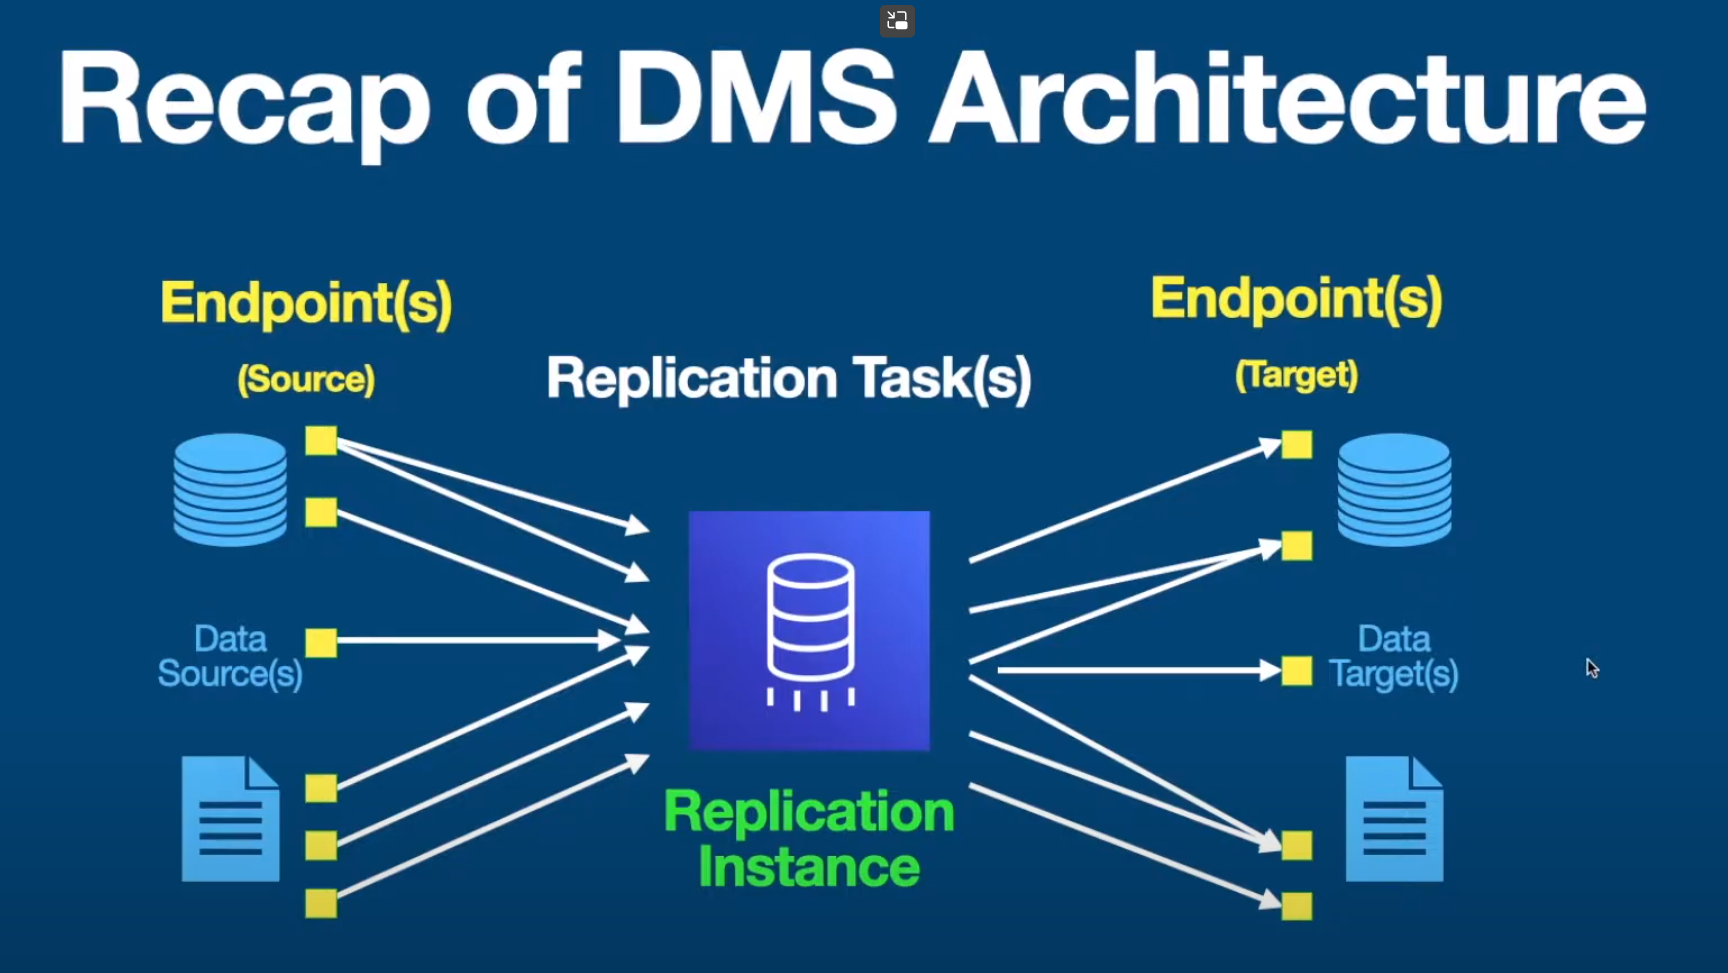 Recap of DMS Architecture
Endpoint(s)
(Source)
Replication Task(s)
Endpoint(s)
(Target)
Data
Source(s)
Data
Target(s)
Replication
Instance